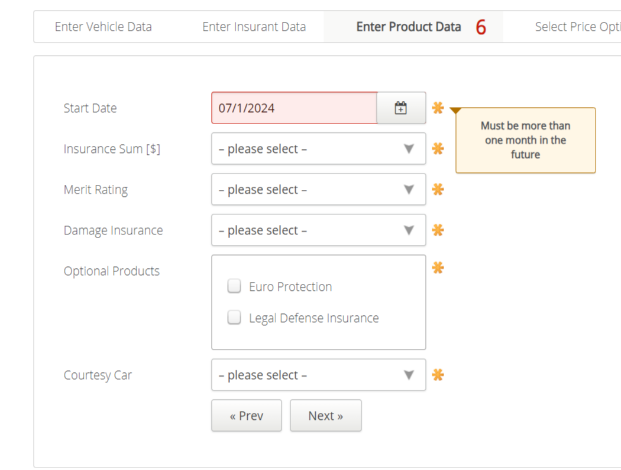 Enter Vehicle Data Enter Insurant Data Enter Product Data 6 Select Price Opti
Start Date 07/1/2024
Must be more than
one month in the
future
Insurance Sum [$] – please select –
Merit Rating – please select –
Damage Insurance – please select –
Optional Products
Euro Protection
Legal Defense Insurance
Courtesy Car – please select –
« Prev Next »